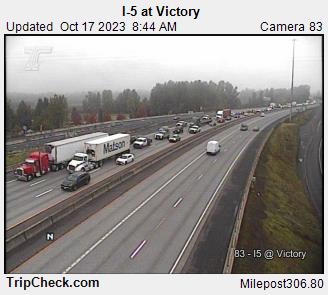 I-5 at Victory
Updated Oct 17 2023 8:44 AM Camera 83
Matson
N
83 - I5 @ Victory
TripCheck.com Milepost306.80